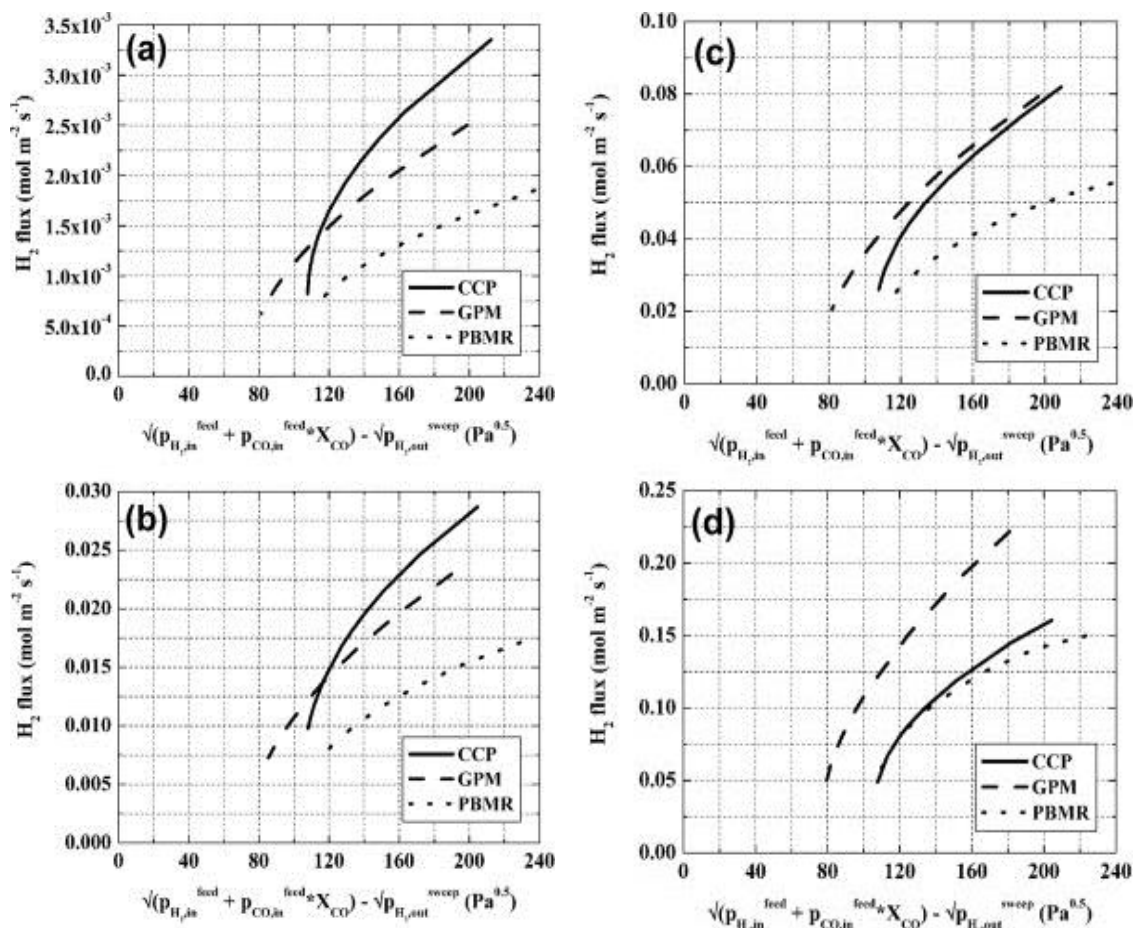 (a)
H₂ flux (mol m⁻² s⁻¹)
3.5x10⁻³
3.0x10⁻³
2.5x10⁻³
2.0x10⁻³
1.5x10⁻³
1.0x10⁻³
5.0x10⁻⁴
0.0
CCP
GPM
PBMR
0 40 80 120 160 200 240
√(p_H₂,in^feed + p_CO,in^feed*X_CO) - √p_H₂,out^sweep (Pa^0.5)
(c)
H₂ flux (mol m⁻² s⁻¹)
0.10
0.08
0.06
0.04
0.02
0.00
CCP
GPM
PBMR
0 40 80 120 160 200 240
√(p_H₂,in^feed + p_CO,in^feed*X_CO) - √p_H₂,out^sweep (Pa^0.5)
(b)
H₂ flux (mol m⁻² s⁻¹)
0.030
0.025
0.020
0.015
0.010
0.005
0.000
CCP
GPM
PBMR
0 40 80 120 160 200 240
√(p_H₂,in^feed + p_CO,in^feed*X_CO) - √p_H₂,out^sweep (Pa^0.5)
(d)
H₂ flux (mol m⁻² s⁻¹)
0.25
0.20
0.15
0.10
0.05
0.00
CCP
GPM
PBMR
0 40 80 120 160 200 240
√(p_H₂,in^feed + p_CO,in^feed*X_CO) - √p_H₂,out^sweep (Pa^0.5)